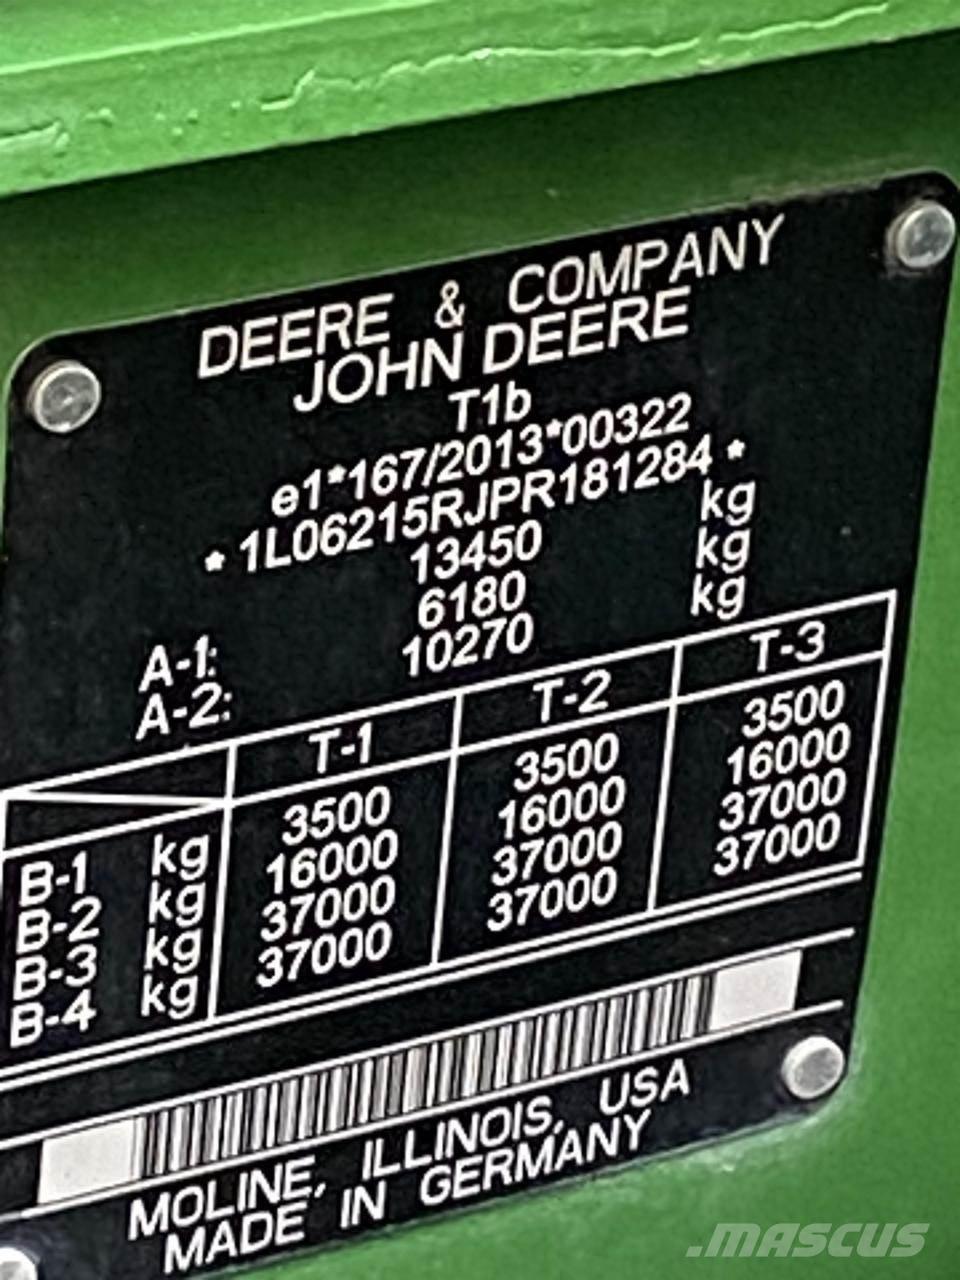 DEERE & COMPANY
JOHN DEERE
T1b
e1*167/2013*00322
* 1L06215RJPR181284 *
13450 kg
A-1: 6180 kg
A-2: 10270 kg
T-1 T-2 T-3
B-1 kg 3500 3500 3500
B-2 kg 16000 16000 16000
B-3 kg 37000 37000 37000
B-4 kg 37000 37000 37000
MOLINE, ILLINOIS, USA
MADE IN GERMANY
.MASCUS